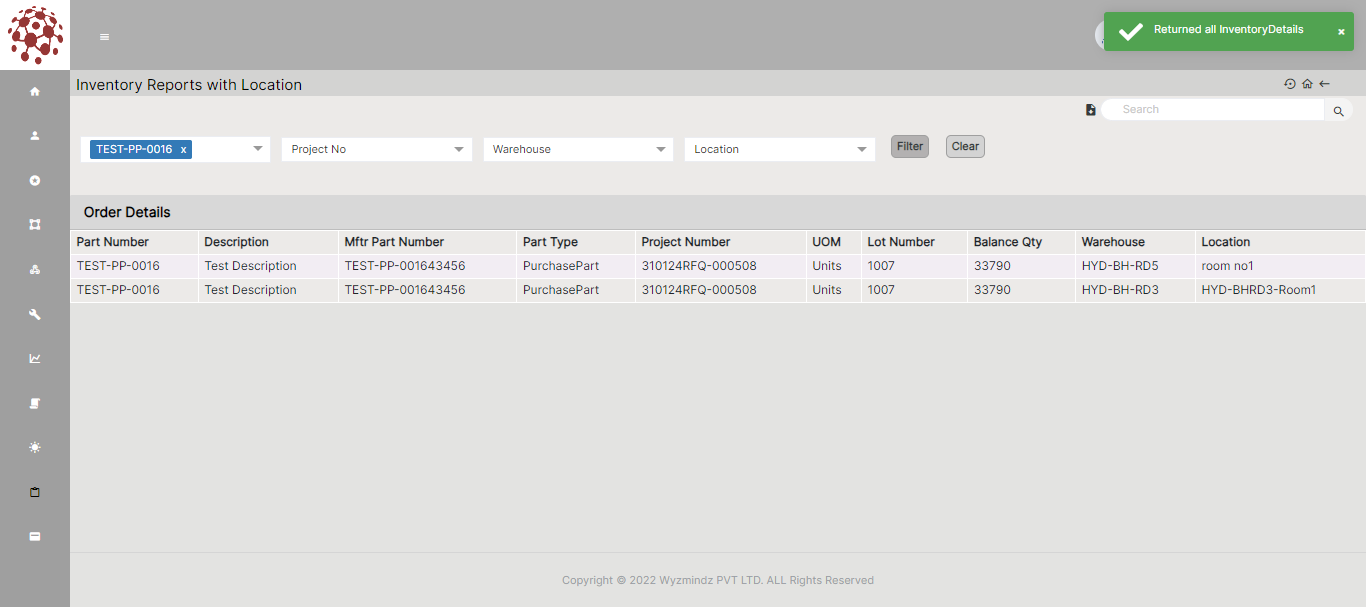 Returned all InventoryDetails ×
Inventory Reports with Location
Search
TEST-PP-0016 x Project No Warehouse Location Filter Clear
Order Details
Part Number Description Mftr Part Number Part Type Project Number UOM Lot Number Balance Qty Warehouse Location
TEST-PP-0016 Test Description TEST-PP-001643456 PurchasePart 310124RFQ-000508 Units 1007 33790 HYD-BH-RD5 room no1
TEST-PP-0016 Test Description TEST-PP-001643456 PurchasePart 310124RFQ-000508 Units 1007 33790 HYD-BH-RD3 HYD-BHRD3-Room1
Copyright © 2022 Wyzmindz PVT LTD. ALL Rights Reserved